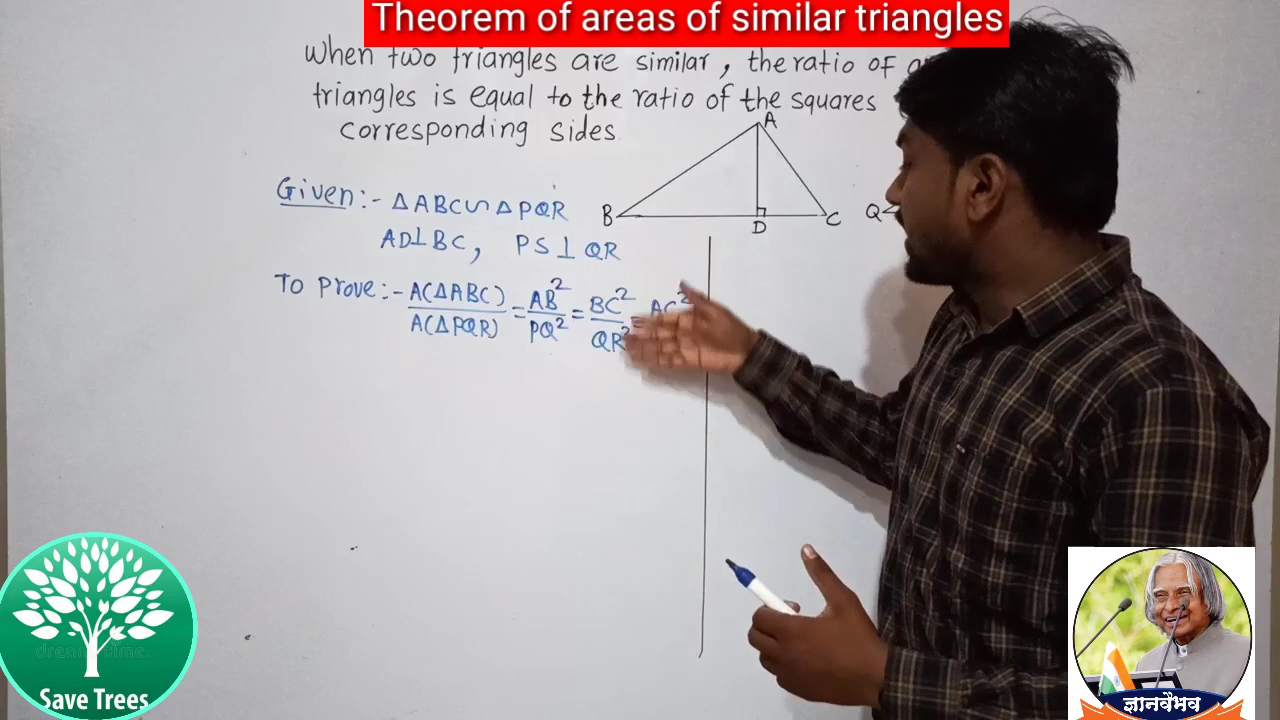 Theorem of areas of similar triangles
When two triangles are similar, the ratio of
triangles is equal to the ratio of the squares
corresponding sides.
A
B
D
C
Q
Given:- ΔABC∽ΔPQR
AD⊥BC, PS⊥QR
To prove:- A(ΔABC)/A(ΔPQR) = AB²/PQ² = BC²/QR² = AC²
Save Trees
ज्ञानवैभव